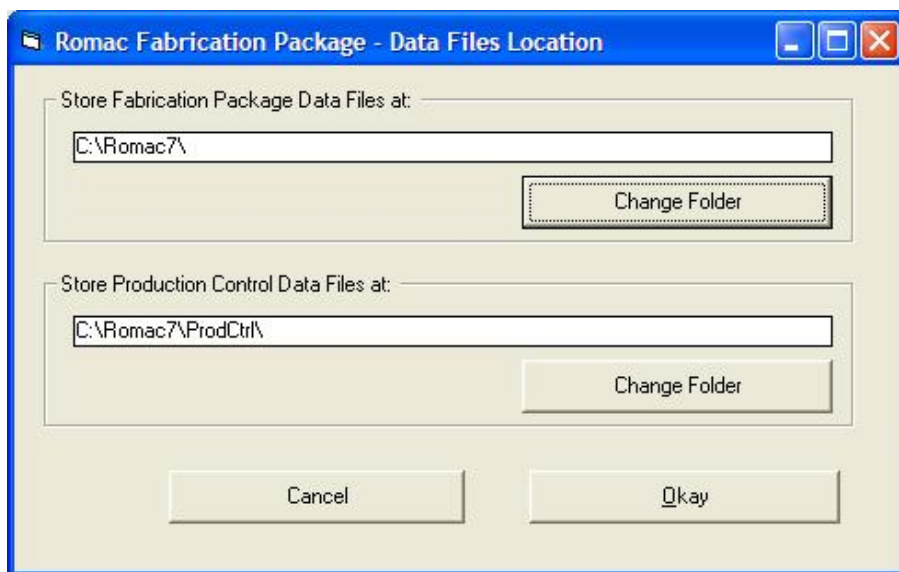 Romac Fabrication Package - Data Files Location
Store Fabrication Package Data Files at:
C:\Romac7\
Change Folder
Store Production Control Data Files at:
C:\Romac7\ProdCtrl\
Change Folder
Cancel
Okay